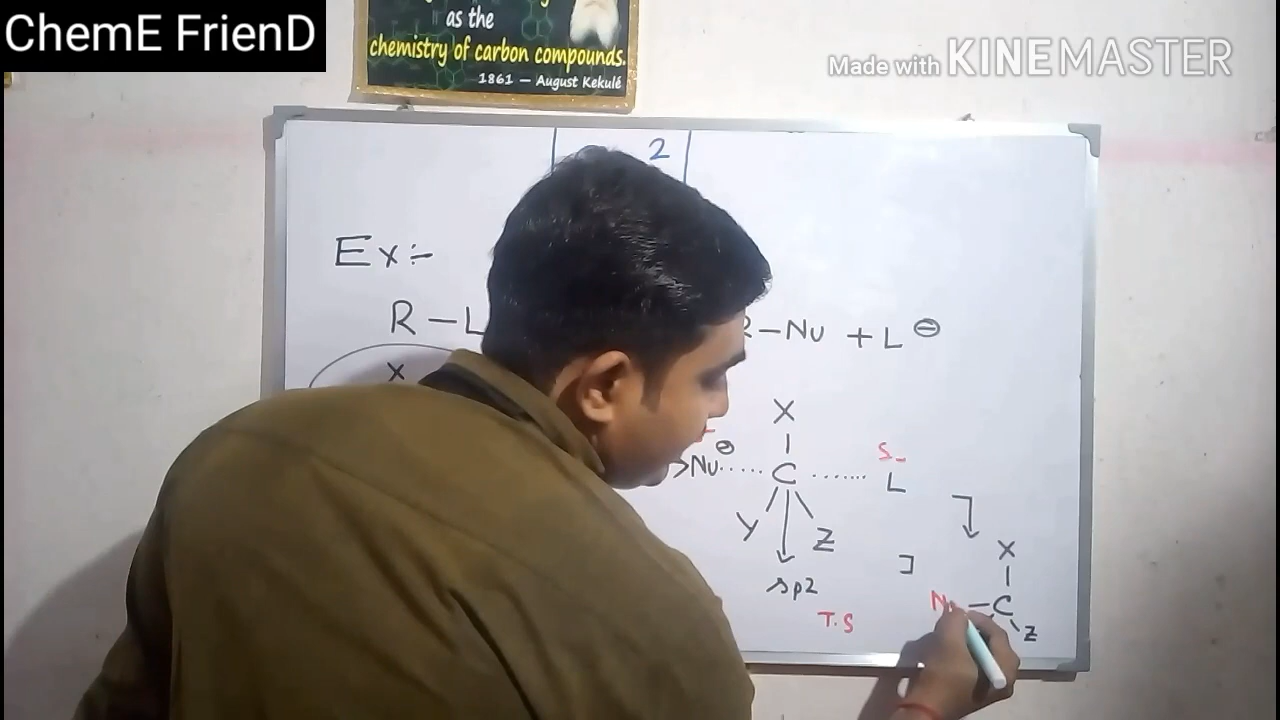 ChemE FrienD
as the
chemistry of carbon compounds.
1861 — August Kekulé
Made with KINEMASTER
2
Ex:-
R-L
-Nu + L ⊖
X
X
S-
>Nu ⊖ ..... C ....... L
Y Z
sp2
T.S
X
-C
Z